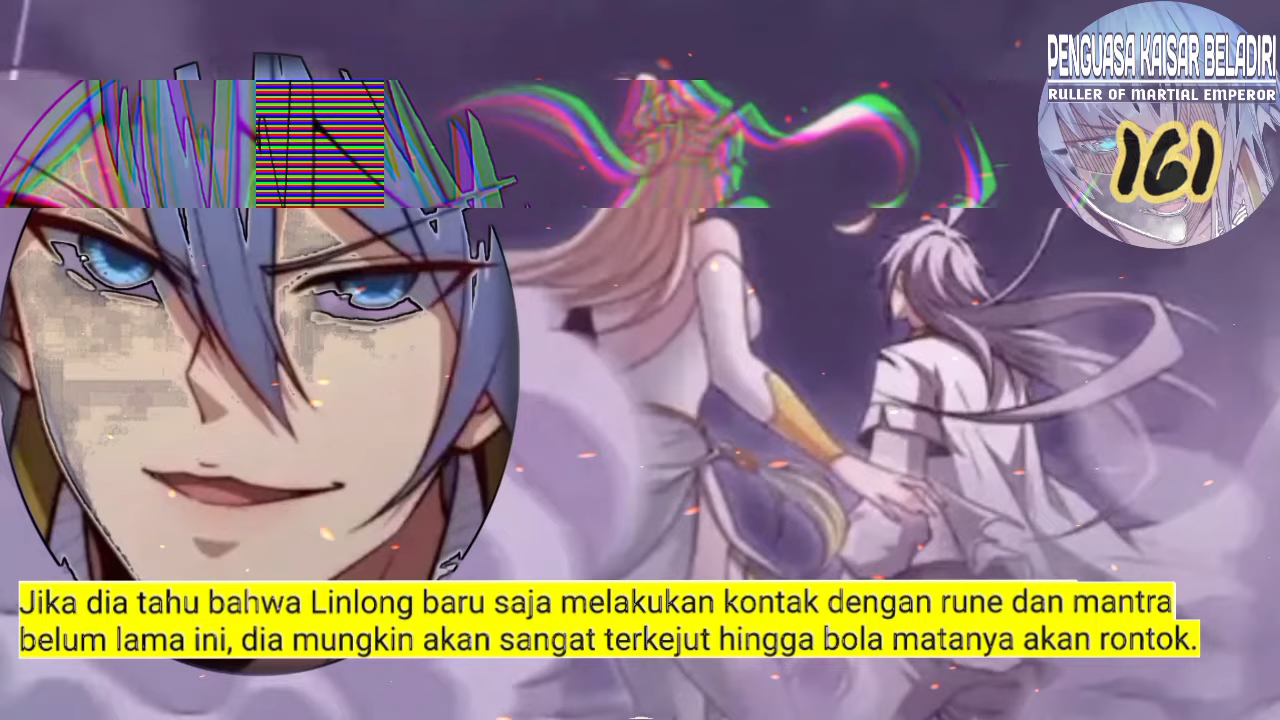 PENGUASA KAISAR BELADIRI
RULLER OF MARTIAL EMPEROR
161
Jika dia tahu bahwa Linlong baru saja melakukan kontak dengan rune dan mantra
belum lama ini, dia mungkin akan sangat terkejut hingga bola matanya akan rontok.